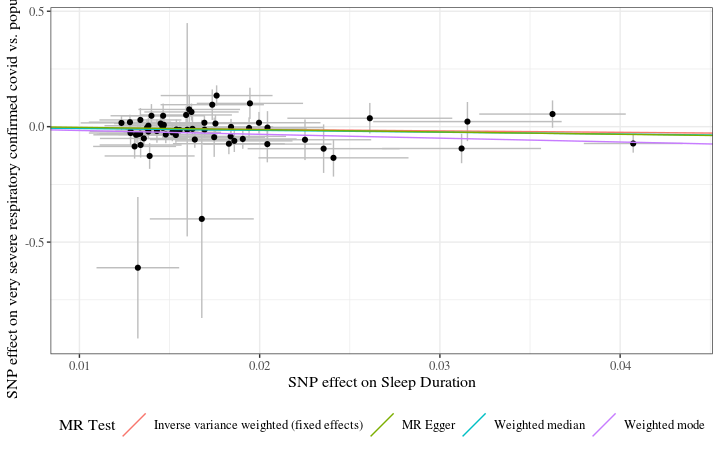 SNP effect on very severe respiratory confirmed covid vs. popu
0.5
0.0
-0.5
0.01
0.02
0.03
0.04
SNP effect on Sleep Duration
MR Test
Inverse variance weighted (fixed effects)
MR Egger
Weighted median
Weighted mode